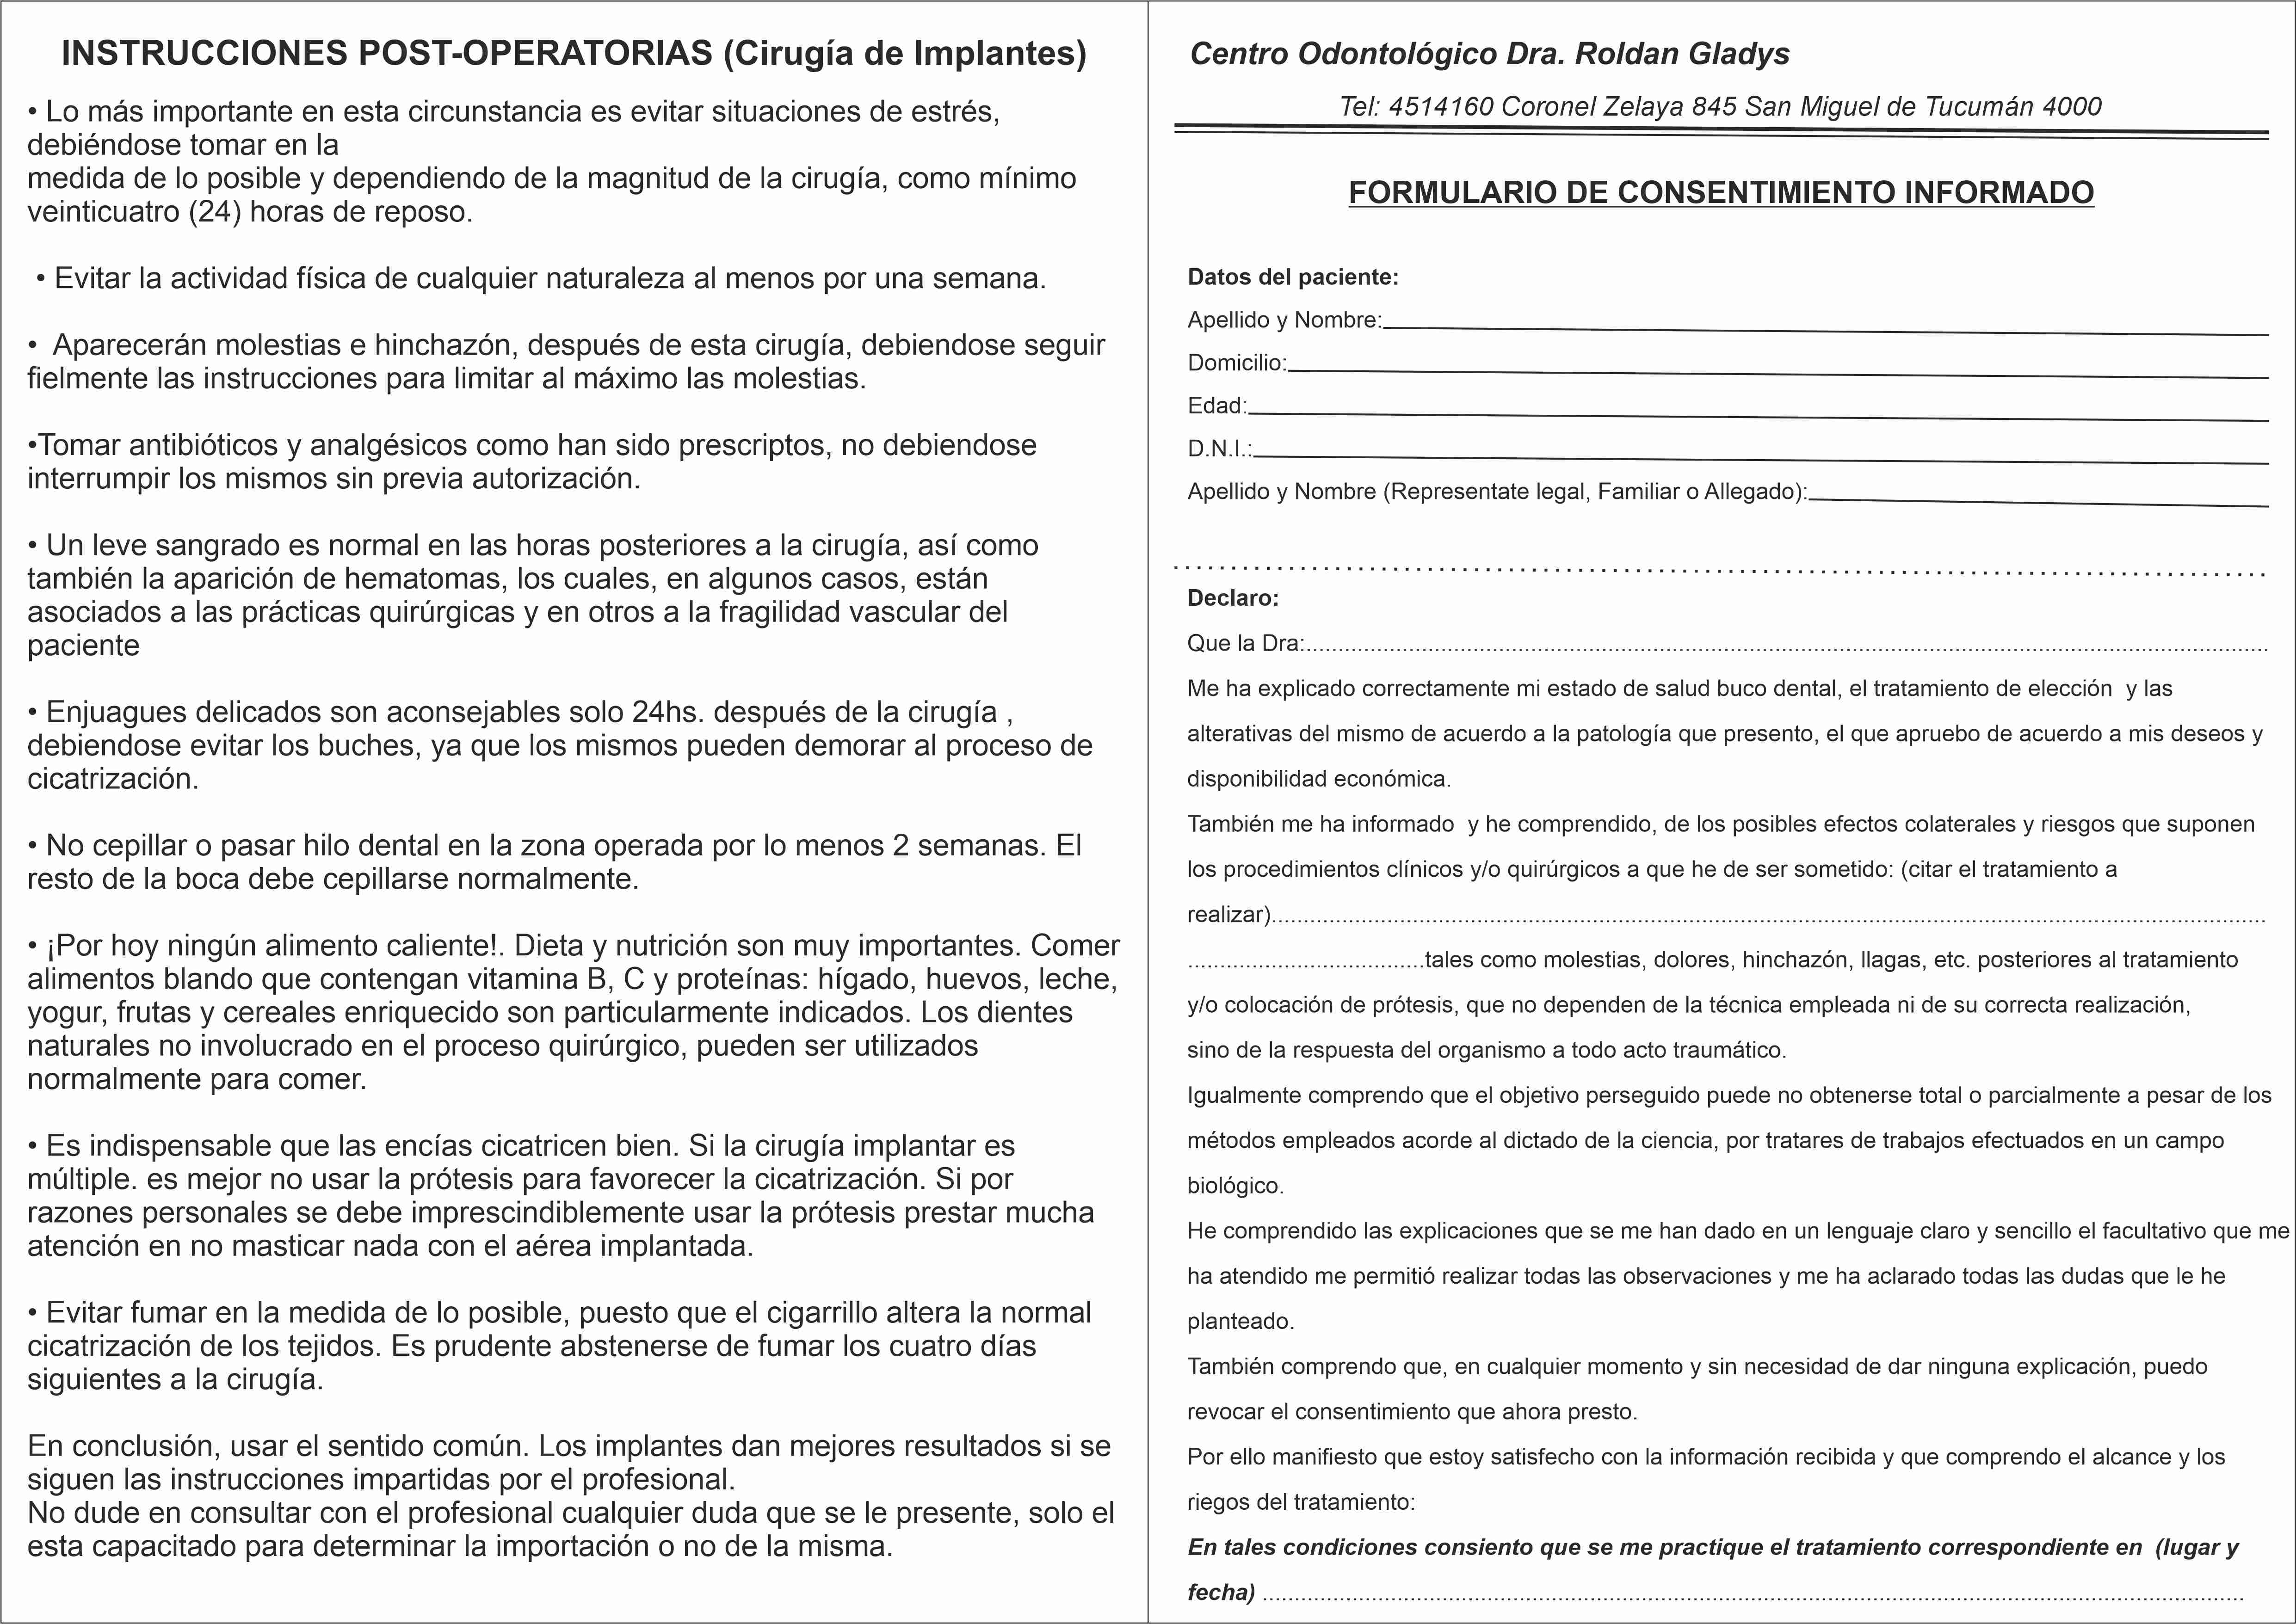 INSTRUCCIONES POST-OPERATORIAS (Cirugía de Implantes)
• Lo más importante en esta circunstancia es evitar situaciones de estrés,
debiéndose tomar en la
medida de lo posible y dependiendo de la magnitud de la cirugía, como mínimo
veinticuatro (24) horas de reposo.
• Evitar la actividad física de cualquier naturaleza al menos por una semana.
• Aparecerán molestias e hinchazón, después de esta cirugía, debiendose seguir
fielmente las instrucciones para limitar al máximo las molestias.
•Tomar antibióticos y analgésicos como han sido prescriptos, no debiendose
interrumpir los mismos sin previa autorización.
• Un leve sangrado es normal en las horas posteriores a la cirugía, así como
también la aparición de hematomas, los cuales, en algunos casos, están
asociados a las prácticas quirúrgicas y en otros a la fragilidad vascular del
paciente
• Enjuagues delicados son aconsejables solo 24hs. después de la cirugía ,
debiendose evitar los buches, ya que los mismos pueden demorar al proceso de
cicatrización.
• No cepillar o pasar hilo dental en la zona operada por lo menos 2 semanas. El
resto de la boca debe cepillarse normalmente.
• ¡Por hoy ningún alimento caliente!. Dieta y nutrición son muy importantes. Comer
alimentos blando que contengan vitamina B, C y proteínas: hígado, huevos, leche,
yogur, frutas y cereales enriquecido son particularmente indicados. Los dientes
naturales no involucrado en el proceso quirúrgico, pueden ser utilizados
normalmente para comer.
• Es indispensable que las encías cicatricen bien. Si la cirugía implantar es
múltiple. es mejor no usar la prótesis para favorecer la cicatrización. Si por
razones personales se debe imprescindiblemente usar la prótesis prestar mucha
atención en no masticar nada con el aérea implantada.
• Evitar fumar en la medida de lo posible, puesto que el cigarrillo altera la normal
cicatrización de los tejidos. Es prudente abstenerse de fumar los cuatro días
siguientes a la cirugía.
En conclusión, usar el sentido común. Los implantes dan mejores resultados si se
siguen las instrucciones impartidas por el profesional.
No dude en consultar con el profesional cualquier duda que se le presente, solo el
esta capacitado para determinar la importación o no de la misma.
Centro Odontológico Dra. Roldan Gladys
Tel: 4514160 Coronel Zelaya 845 San Miguel de Tucumán 4000
FORMULARIO DE CONSENTIMIENTO INFORMADO
Datos del paciente:
Apellido y Nombre:
Domicilio:
Edad:
D.N.I.:
Apellido y Nombre (Representate legal, Familiar o Allegado):
Declaro:
Que la Dra:
Me ha explicado correctamente mi estado de salud buco dental, el tratamiento de elección y las
alterativas del mismo de acuerdo a la patología que presento, el que apruebo de acuerdo a mis deseos y
disponibilidad económica.
También me ha informado y he comprendido, de los posibles efectos colaterales y riesgos que suponen
los procedimientos clínicos y/o quirúrgicos a que he de ser sometido: (citar el tratamiento a
realizar)
tales como molestias, dolores, hinchazón, llagas, etc. posteriores al tratamiento
y/o colocación de prótesis, que no dependen de la técnica empleada ni de su correcta realización,
sino de la respuesta del organismo a todo acto traumático.
Igualmente comprendo que el objetivo perseguido puede no obtenerse total o parcialmente a pesar de los
métodos empleados acorde al dictado de la ciencia, por tratares de trabajos efectuados en un campo
biológico.
He comprendido las explicaciones que se me han dado en un lenguaje claro y sencillo el facultativo que me
ha atendido me permitió realizar todas las observaciones y me ha aclarado todas las dudas que le he
planteado.
También comprendo que, en cualquier momento y sin necesidad de dar ninguna explicación, puedo
revocar el consentimiento que ahora presto.
Por ello manifiesto que estoy satisfecho con la información recibida y que comprendo el alcance y los
riegos del tratamiento:
En tales condiciones consiento que se me practique el tratamiento correspondiente en (lugar y
fecha)